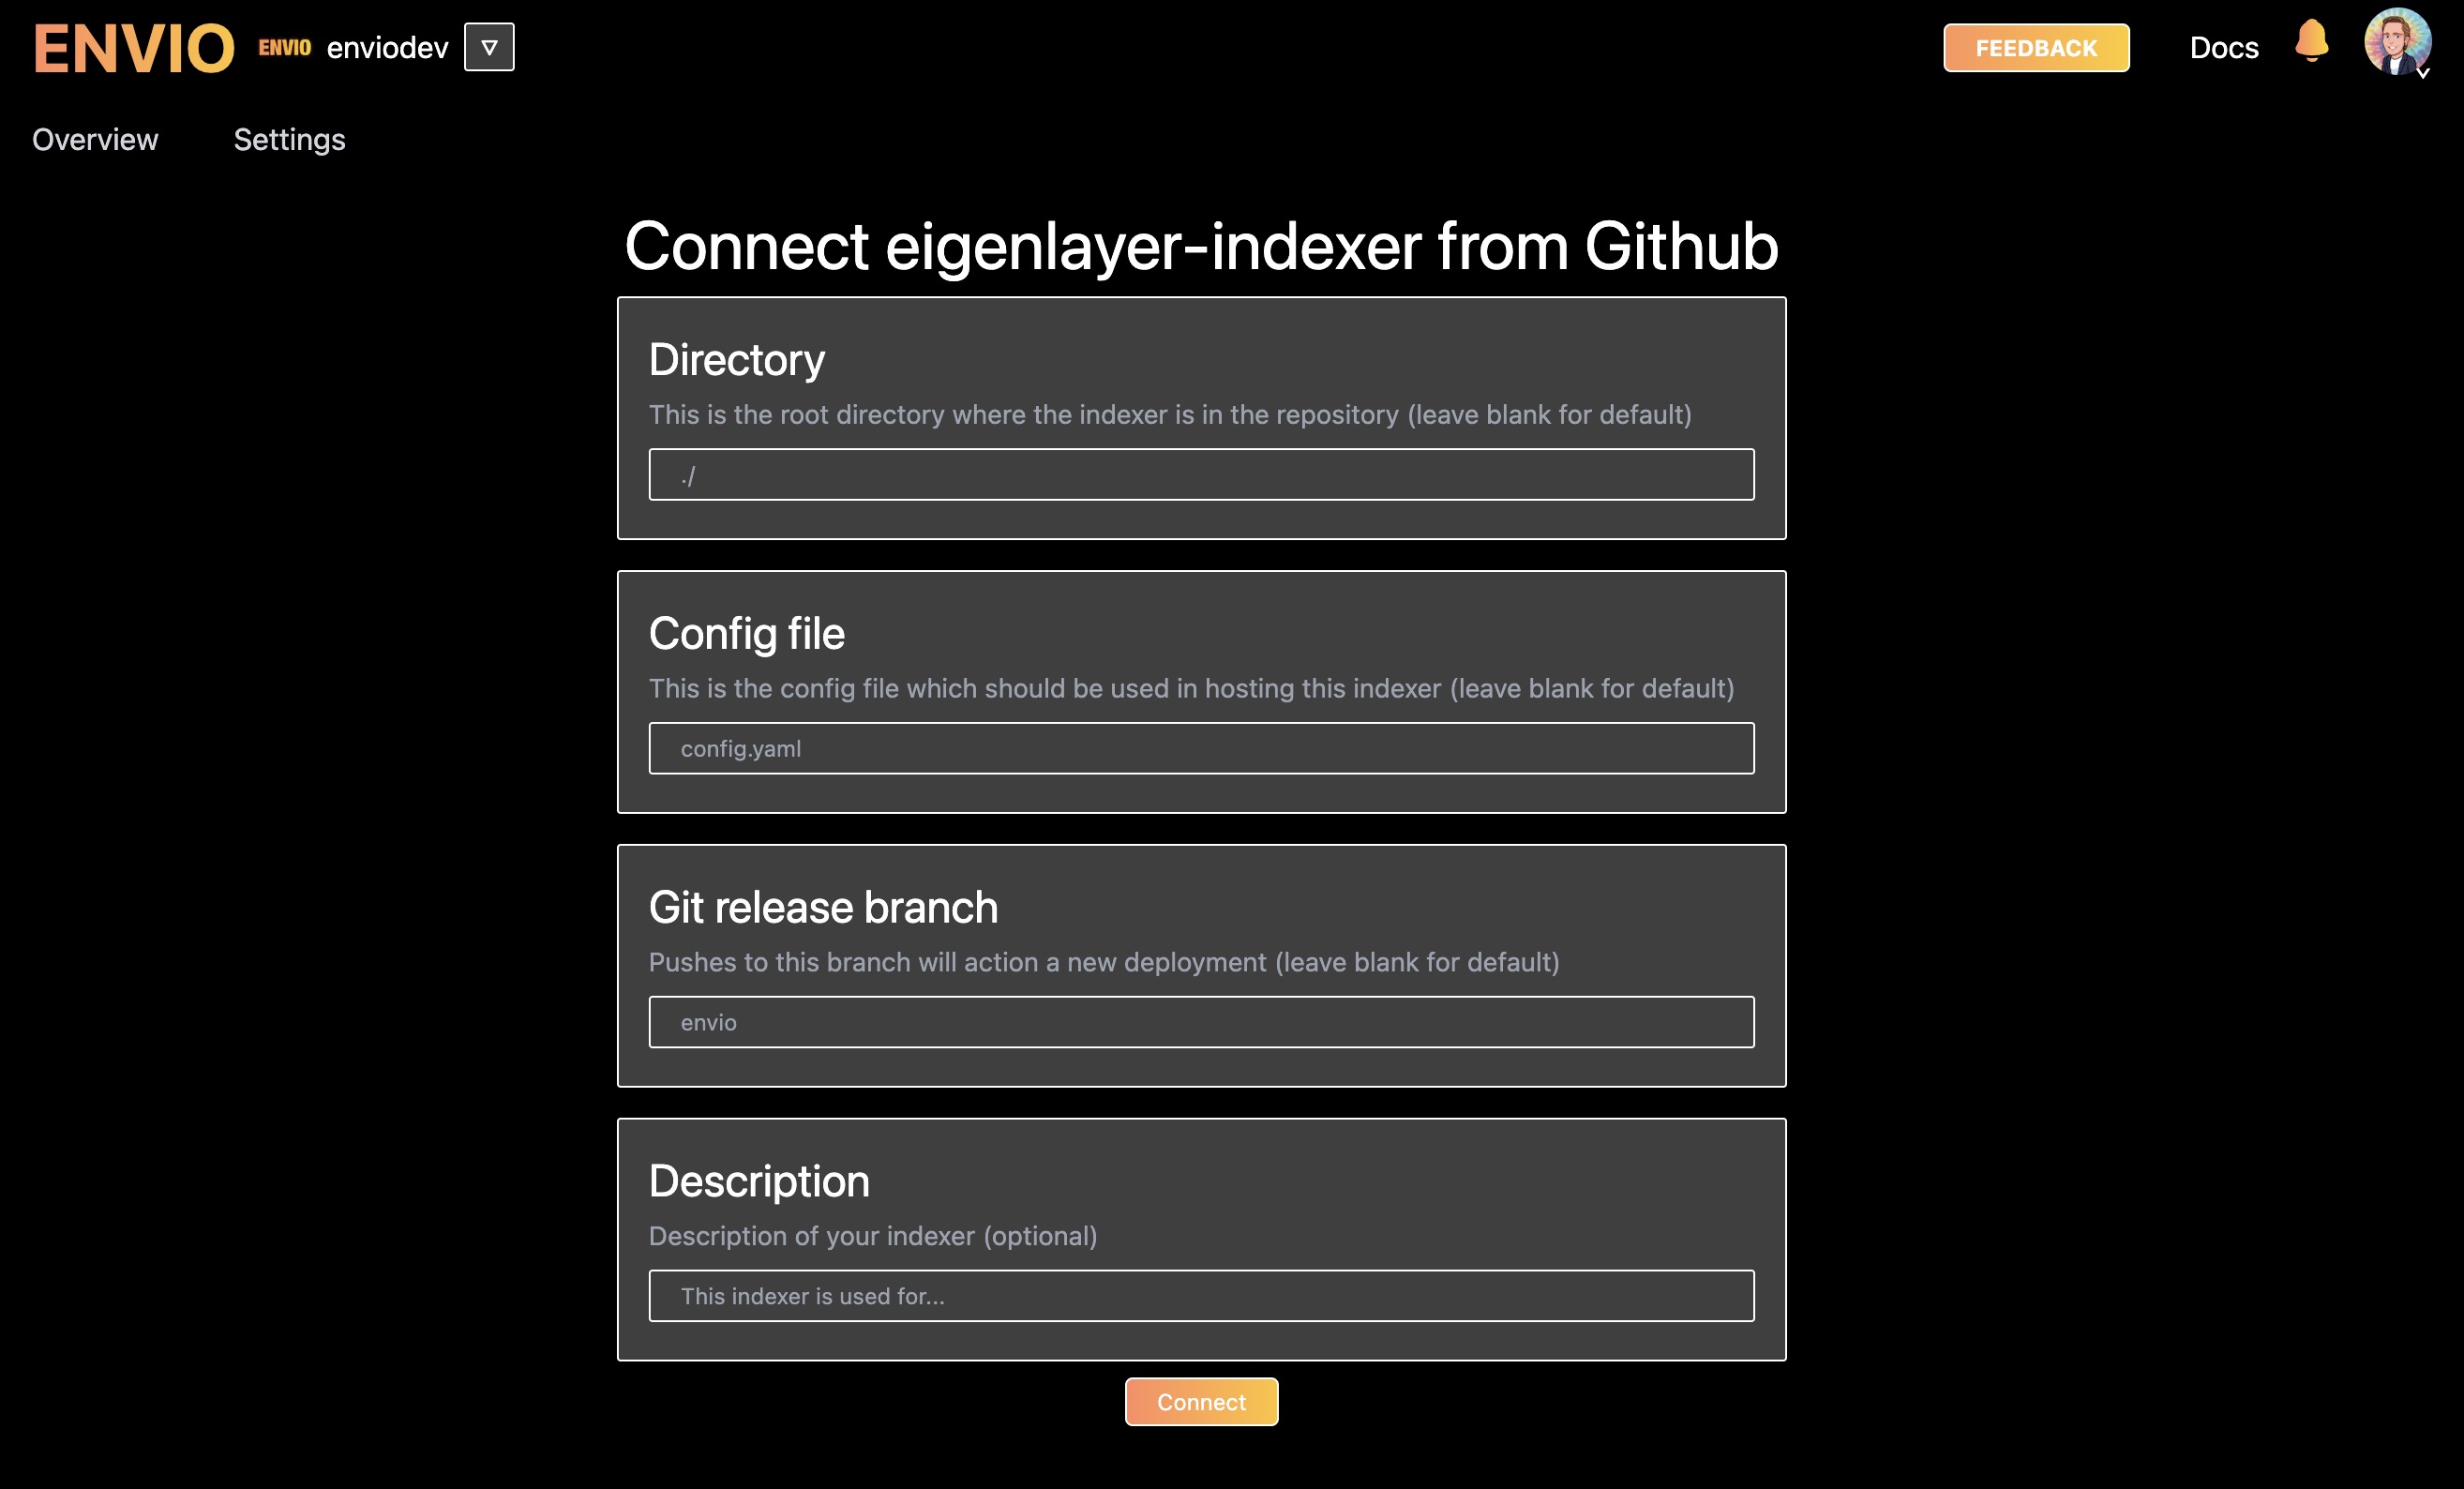 ENVIO ENVIO enviodev FEEDBACK Docs
Overview Settings
Connect eigenlayer-indexer from Github
Directory
This is the root directory where the indexer is in the repository (leave blank for default)
./
Config file
This is the config file which should be used in hosting this indexer (leave blank for default)
config.yaml
Git release branch
Pushes to this branch will action a new deployment (leave blank for default)
envio
Description
Description of your indexer (optional)
This indexer is used for...
Connect